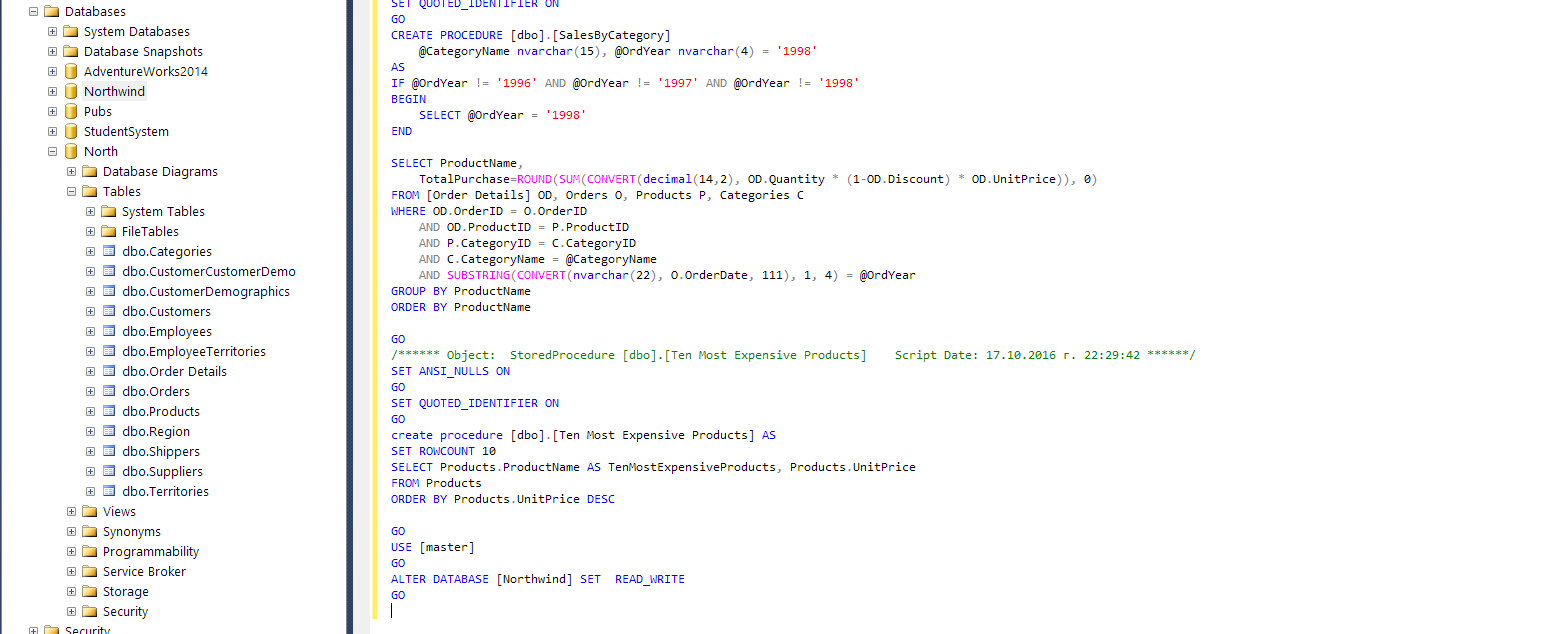 Databases
System Databases
Database Snapshots
AdventureWorks2014
Northwind
Pubs
StudentSystem
North
Database Diagrams
Tables
System Tables
FileTables
dbo.Categories
dbo.CustomerCustomerDemo
dbo.CustomerDemographics
dbo.Customers
dbo.Employees
dbo.EmployeeTerritories
dbo.Order Details
dbo.Orders
dbo.Products
dbo.Region
dbo.Shippers
dbo.Suppliers
dbo.Territories
Views
Synonyms
Programmability
Service Broker
Storage
Security
Security
SET QUOTED_IDENTIFIER ON
GO
CREATE PROCEDURE [dbo].[SalesByCategory]
    @CategoryName nvarchar(15), @OrdYear nvarchar(4) = '1998'
AS
IF @OrdYear != '1996' AND @OrdYear != '1997' AND @OrdYear != '1998'
BEGIN
    SELECT @OrdYear = '1998'
END
SELECT ProductName,
    TotalPurchase=ROUND(SUM(CONVERT(decimal(14,2), OD.Quantity * (1-OD.Discount) * OD.UnitPrice)), 0)
FROM [Order Details] OD, Orders O, Products P, Categories C
WHERE OD.OrderID = O.OrderID
    AND OD.ProductID = P.ProductID
    AND P.CategoryID = C.CategoryID
    AND C.CategoryName = @CategoryName
    AND SUBSTRING(CONVERT(nvarchar(22), O.OrderDate, 111), 1, 4) = @OrdYear
GROUP BY ProductName
ORDER BY ProductName
GO
/****** Object:  StoredProcedure [dbo].[Ten Most Expensive Products]    Script Date: 17.10.2016 г. 22:29:42 ******/
SET ANSI_NULLS ON
GO
SET QUOTED_IDENTIFIER ON
GO
create procedure [dbo].[Ten Most Expensive Products] AS
SET ROWCOUNT 10
SELECT Products.ProductName AS TenMostExpensiveProducts, Products.UnitPrice
FROM Products
ORDER BY Products.UnitPrice DESC
GO
USE [master]
GO
ALTER DATABASE [Northwind] SET  READ_WRITE
GO